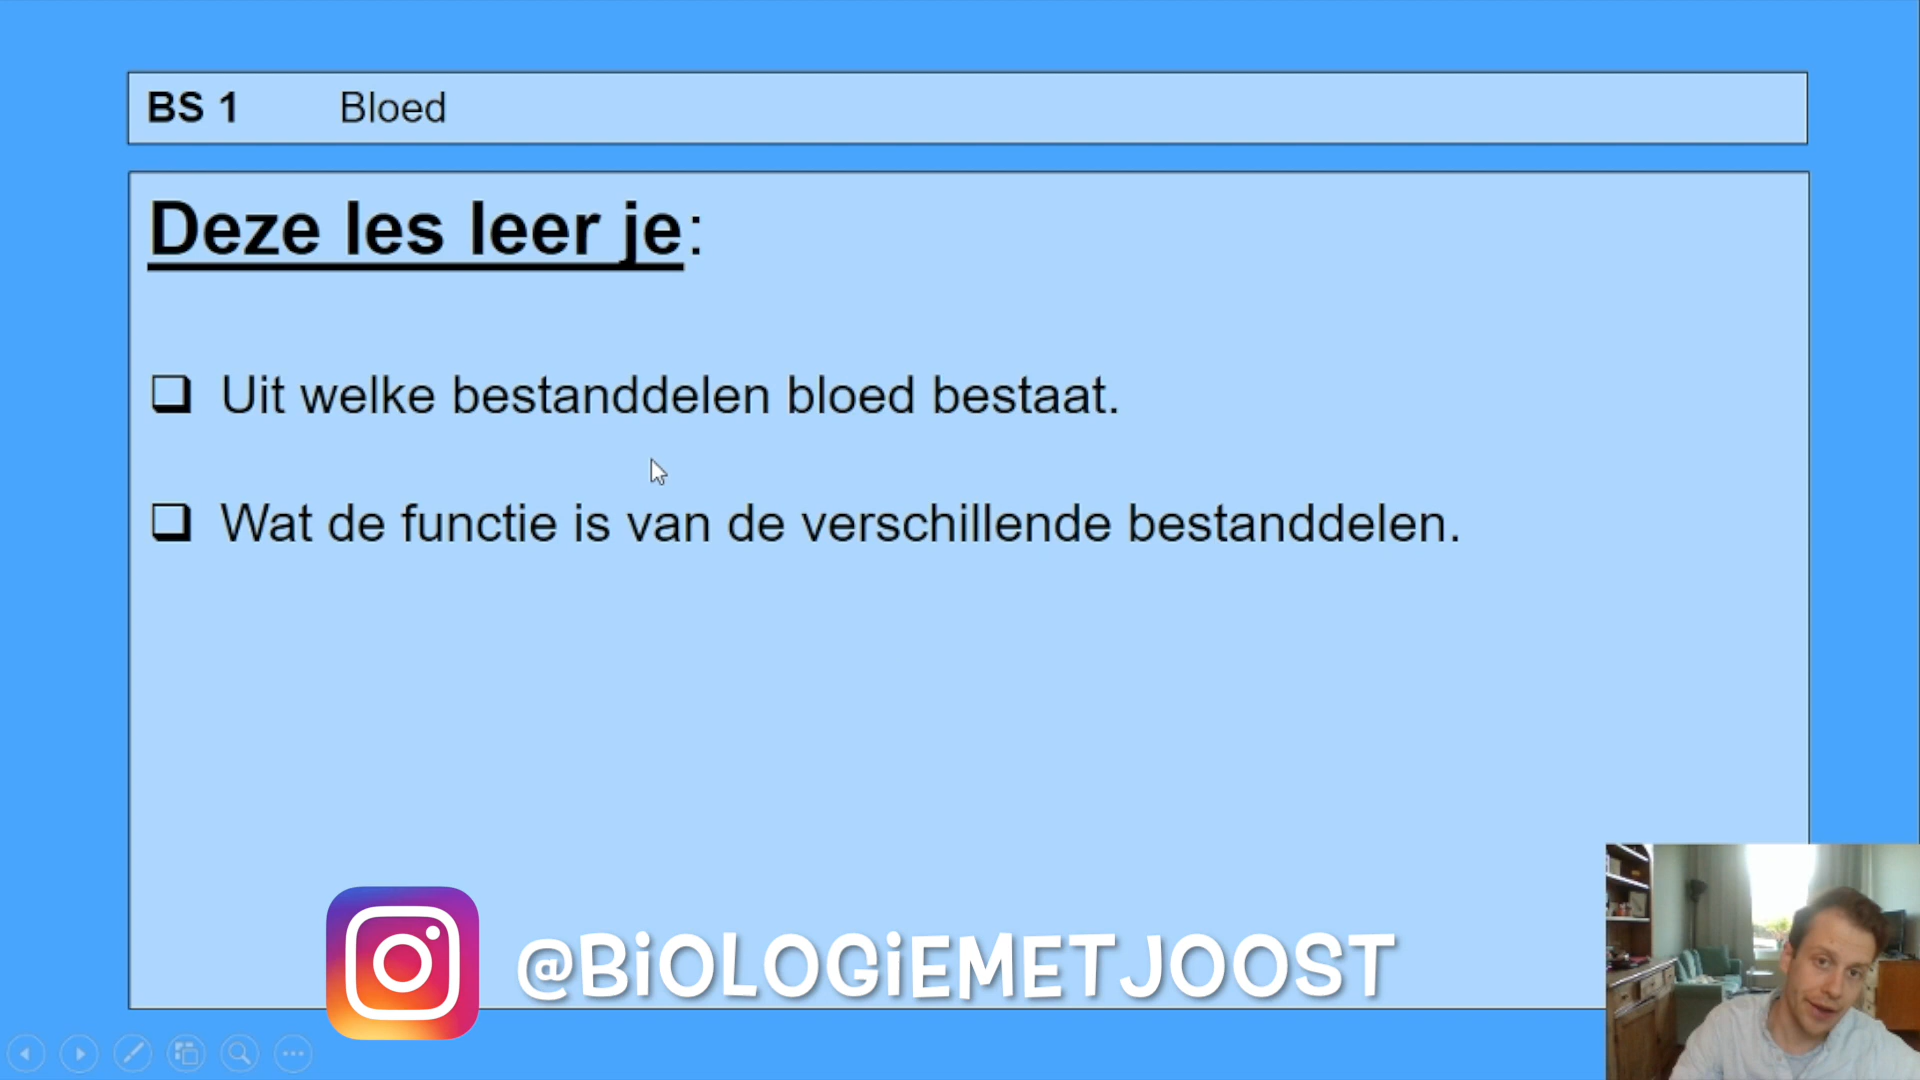 BS 1 Bloed
Deze les leer je:
Uit welke bestanddelen bloed bestaat.
Wat de functie is van de verschillende bestanddelen.
@BiOLOGiEMETJOOST